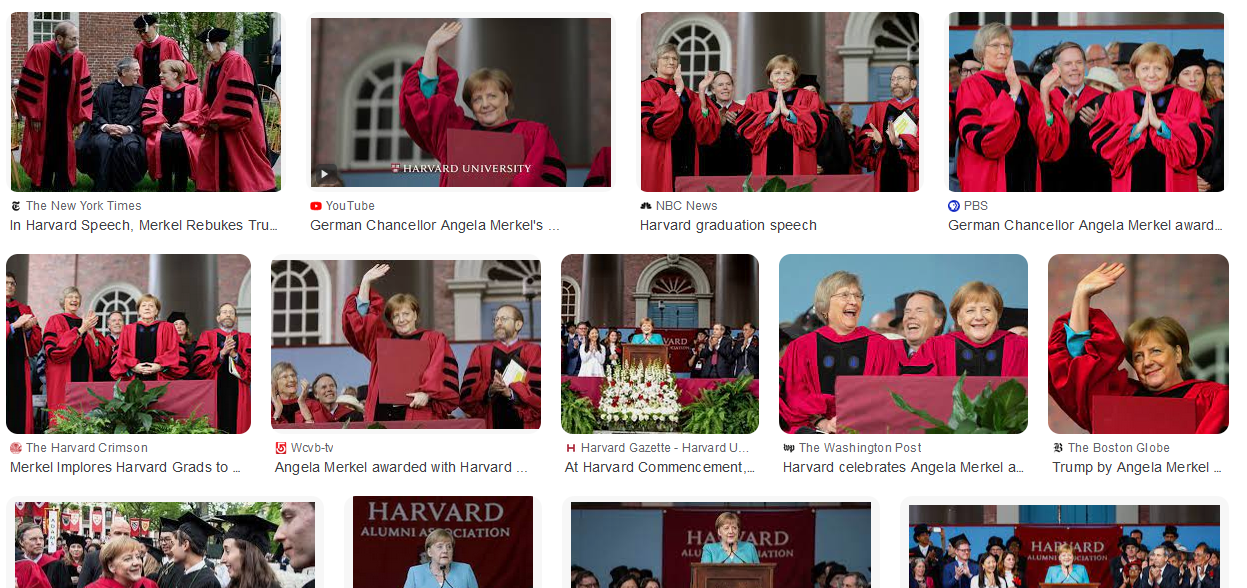 HARVARD UNIVERSITY
The New York Times
YouTube
NBC News
PBS
In Harvard Speech, Merkel Rebukes Tru...
German Chancellor Angela Merkel's ...
Harvard graduation speech
German Chancellor Angela Merkel award...
The Harvard Crimson
Wcvb-tv
Harvard Gazette - Harvard U...
The Washington Post
The Boston Globe
Merkel Implores Harvard Grads to ...
Angela Merkel awarded with Harvard ...
At Harvard Commencement,...
Harvard celebrates Angela Merkel a...
Trump by Angela Merkel ...
HARVARD
ALUMNI ASSOCIATION
HARVARD
ALUMNI ASSOCIATION
HARVARD